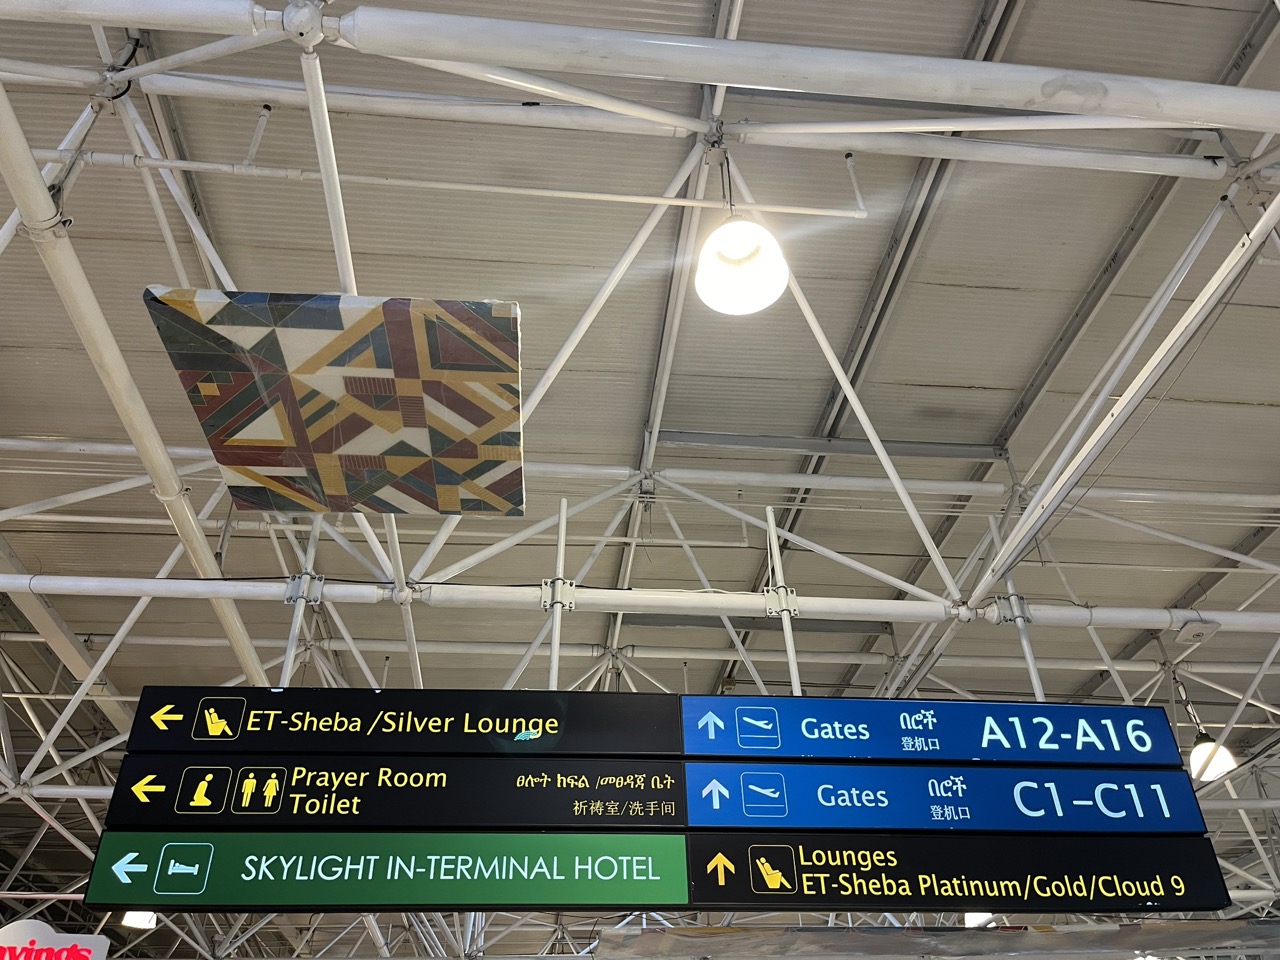 ET-Sheba /Silver Lounge
Prayer Room
Toilet
ፀሎት ክፍል /መፀዳጃ ቤት
祈祷室/洗手间
SKYLIGHT IN-TERMINAL HOTEL
Gates
በሮች
登机口
A12-A16
Gates
በሮች
登机口
C1-C11
Lounges
ET-Sheba Platinum/Gold/Cloud 9